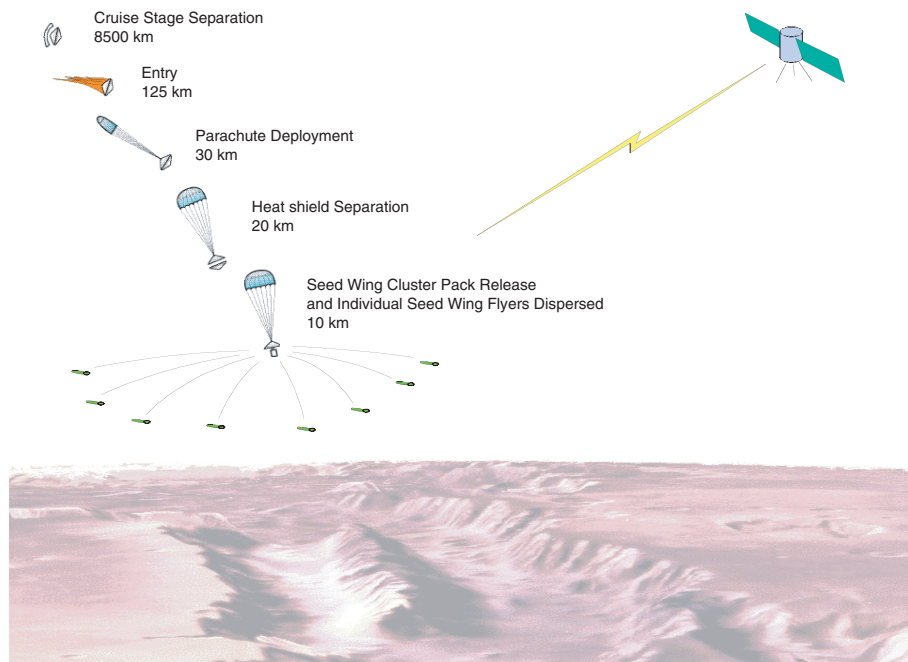 Cruise Stage Separation
8500 km
Entry
125 km
Parachute Deployment
30 km
Heat shield Separation
20 km
Seed Wing Cluster Pack Release
and Individual Seed Wing Flyers Dispersed
10 km